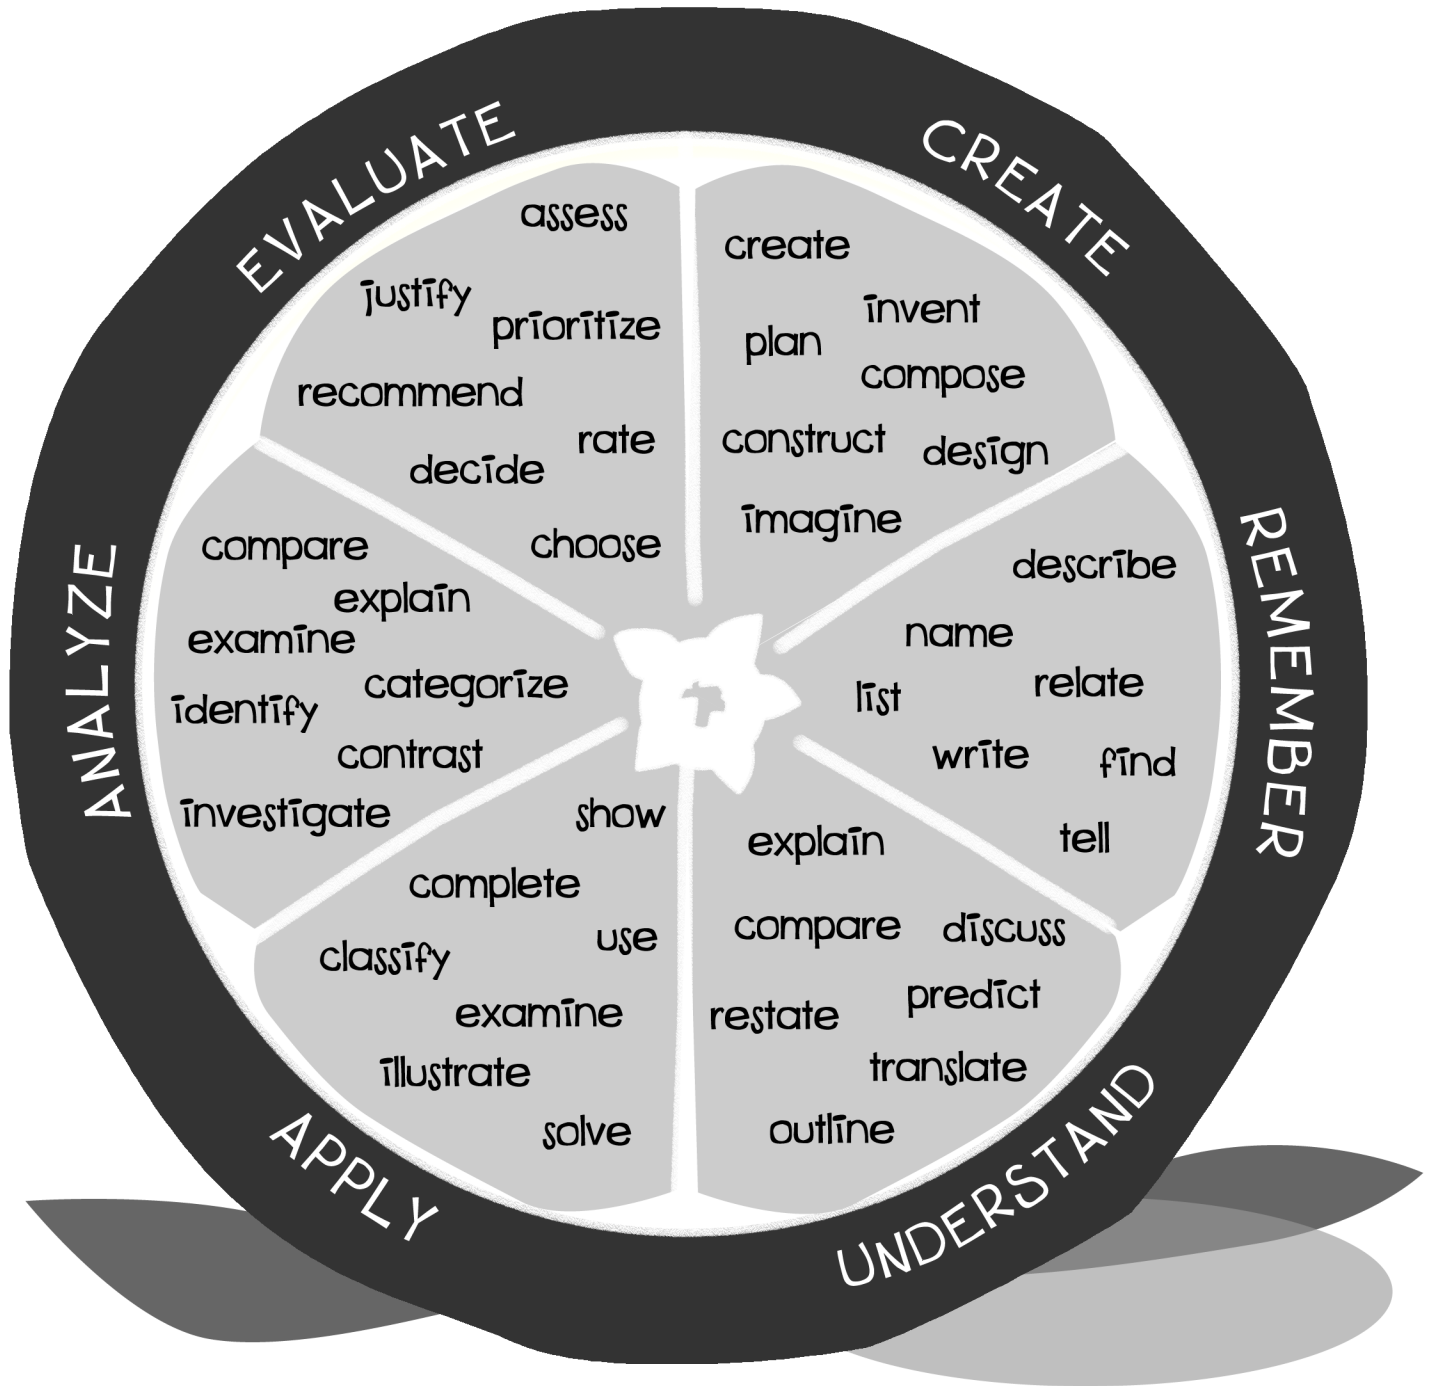 CREATE
create
invent
plan
compose
construct
design
imagine
REMEMBER
describe
name
relate
list
write
find
tell
UNDERSTAND
explain
compare
discuss
predict
restate
translate
outline
APPLY
show
complete
use
classify
examine
illustrate
solve
ANALYZE
compare
explain
examine
categorize
identify
contrast
investigate
EVALUATE
assess
justify
prioritize
recommend
rate
decide
choose